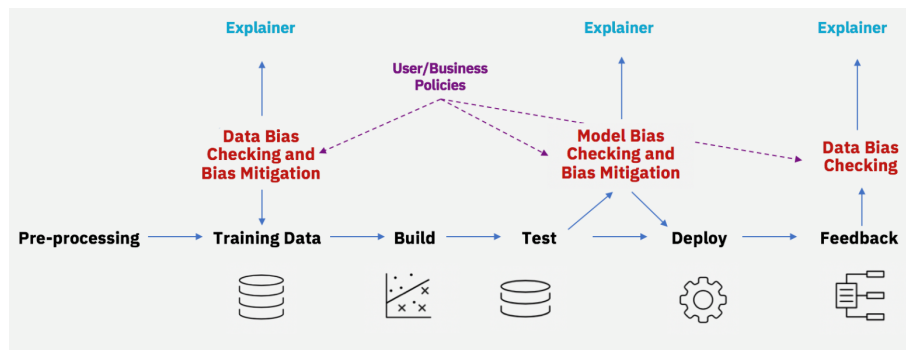 Explainer
Explainer
Explainer
User/Business
Policies
Data Bias
Checking and
Bias Mitigation
Model Bias
Checking and
Bias Mitigation
Data Bias
Checking
Pre-processing
Training Data
Build
Test
Deploy
Feedback